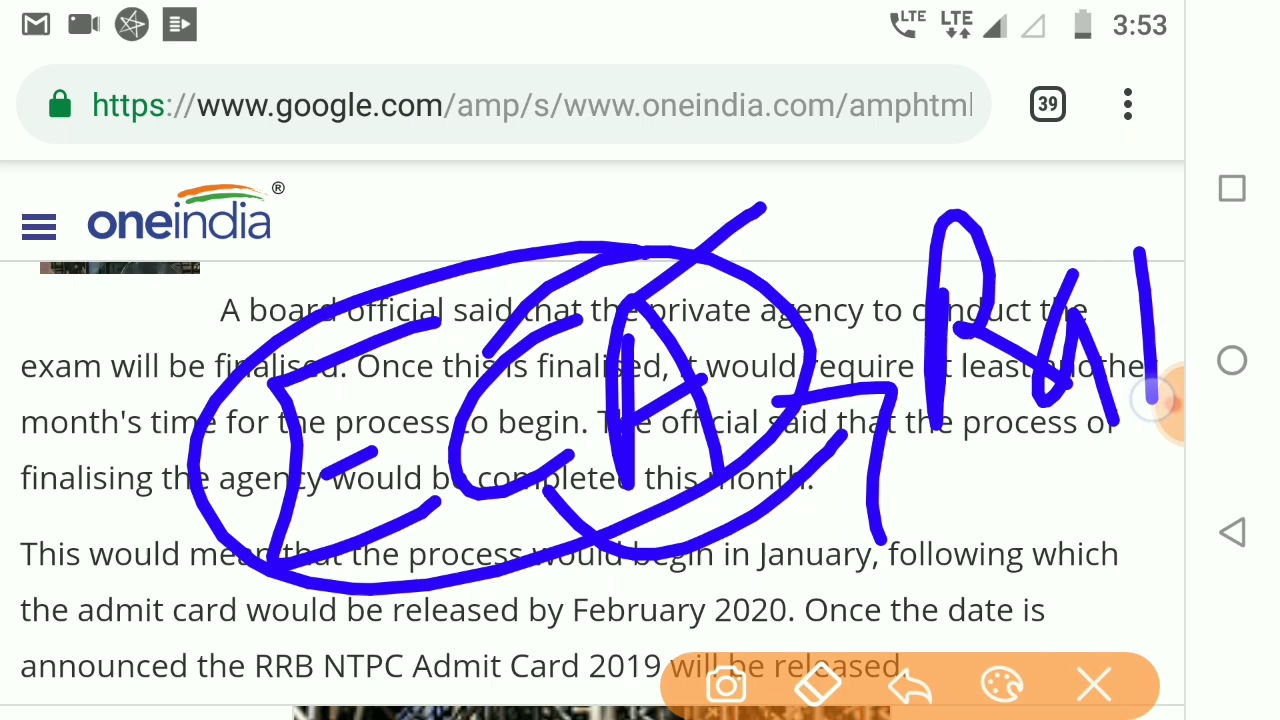 3:53
https://www.google.com/amp/s/www.oneindia.com/amphtml
39
oneindia®
A board official said that the private agency to conduct the
exam will be finalised. Once this is finalised, it would require at least another
month's time for the process to begin. The official said that the process of
finalising the agency would be completed this month.
This would mean that the process would begin in January, following which
the admit card would be released by February 2020. Once the date is
announced the RRB NTPC Admit Card 2019 will be released.
LTE
LTE
ECA